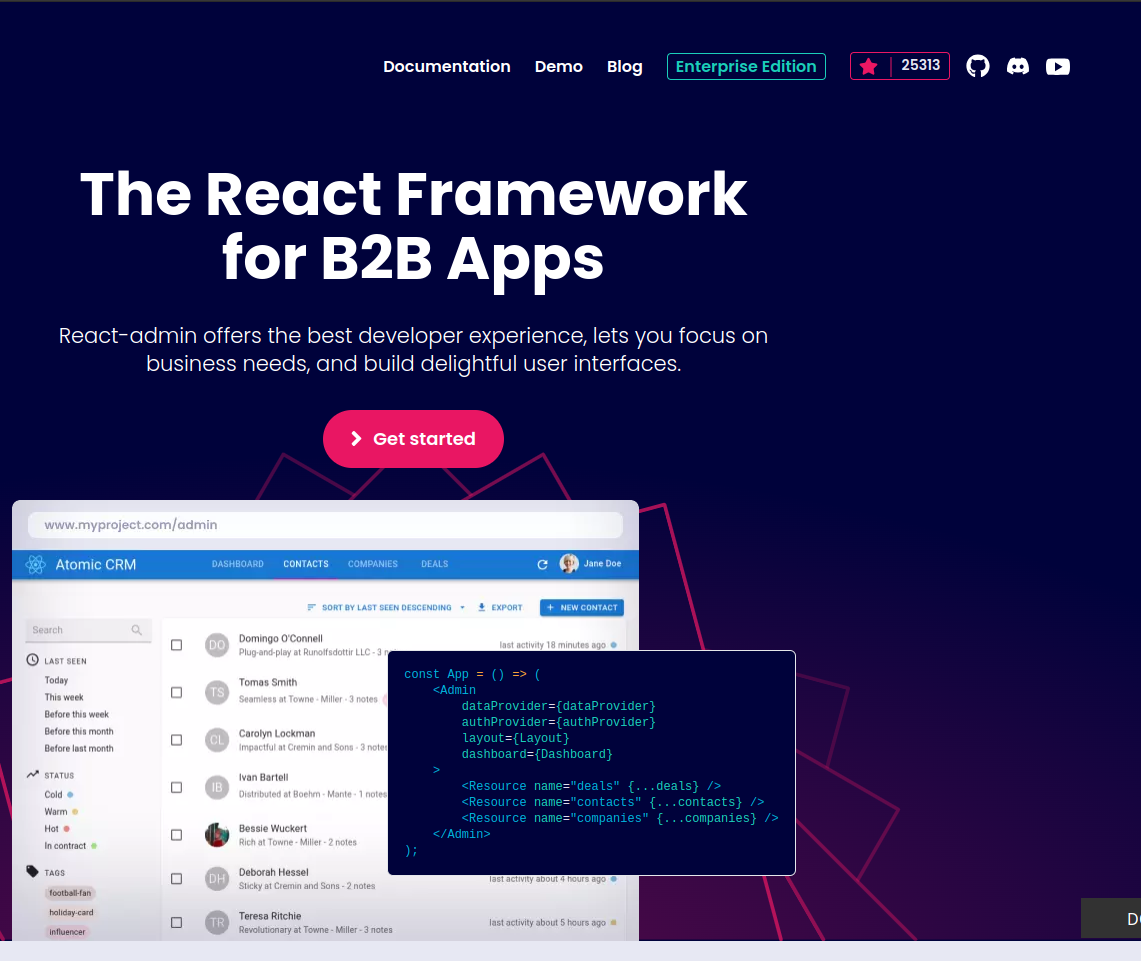 Documentation Demo Blog Enterprise Edition 25313
The React Framework
for B2B Apps
React-admin offers the best developer experience, lets you focus on
business needs, and build delightful user interfaces.
Get started
www.myproject.com/admin
Atomic CRM DASHBOARD CONTACTS COMPANIES DEALS Jane Doe
SORT BY LAST SEEN DESCENDING EXPORT + NEW CONTACT
Search
LAST SEEN
Today
This week
Before this week
Before this month
Before last month
STATUS
Cold
Warm
Hot
In contract
TAGS
football-fan
holiday-card
influencer
DO Domingo O'Connell
Plug-and-play at Runolfsdottir LLC - 3 last activity 18 minutes ago
TS Tomas Smith
Seamless at Towne - Miller - 3 notes
CL Carolyn Lockman
Impactful at Cremin and Sons - 3
IB Ivan Bartell
Distributed at Boehm - Mante - 1 notes
Bessie Wuckert
Rich at Towne - Miller - 2 notes
DH Deborah Hessel
Sticky at Cremin and Sons - 2 notes last activity about 4 hours ago
TR Teresa Ritchie
Revolutionary at Towne - Miller - 3 notes last activity about 5 hours ago
const App = () => (
<Admin
dataProvider={dataProvider}
authProvider={authProvider}
layout={Layout}
dashboard={Dashboard}
>
<Resource name="deals" {...deals} />
<Resource name="contacts" {...contacts} />
<Resource name="companies" {...companies} />
</Admin>
);